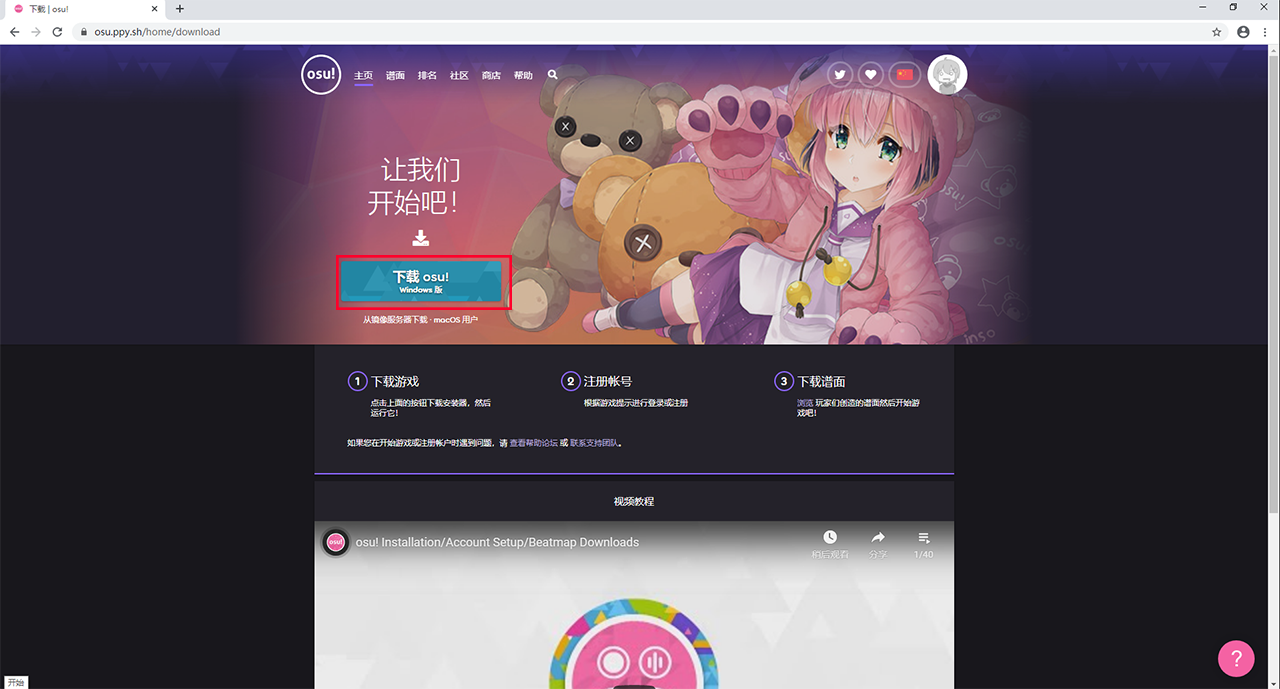 下载 | osu!
osu.ppy.sh/home/download
osu!
主页 谱面 排名 社区 商店 帮助
让我们
开始吧！
下载 osu!
Windows 版
从镜像服务器下载 · macOS 用户
osu!
osu
inso
1 下载游戏
点击上面的按钮下载安装器，然后
运行它！
2 注册帐号
根据游戏提示进行登录或注册
3 下载谱面
浏览 玩家们创造的谱面然后开始游
戏吧！
如果您在开始游戏或注册帐户时遇到问题，请 查看帮助论坛 或 联系支持团队。
视频教程
osu!
osu! Installation/Account Setup/Beatmap Downloads
稍后观看
分享
1/40
?
开始